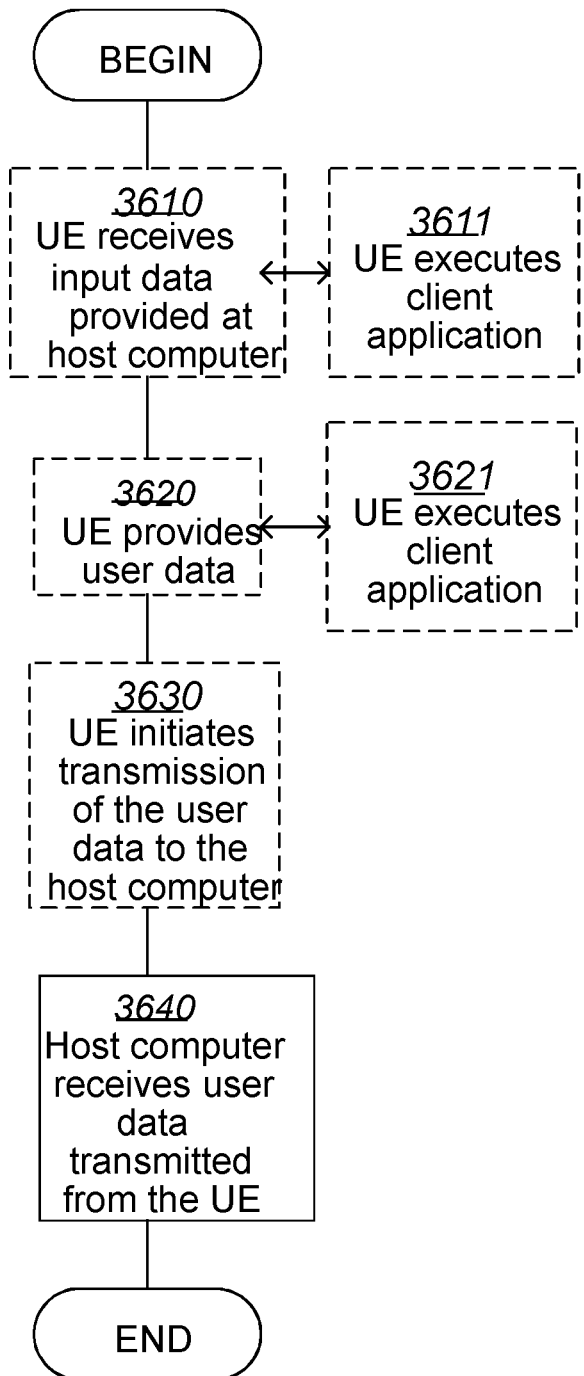 BEGIN
3610
UE receives
input data
provided at
host computer
3611
UE executes
client
application
3620
UE provides
user data
3621
UE executes
client
application
3630
UE initiates
transmission
of the user
data to the
host computer
3640
Host computer
receives user
data
transmitted
from the UE
END